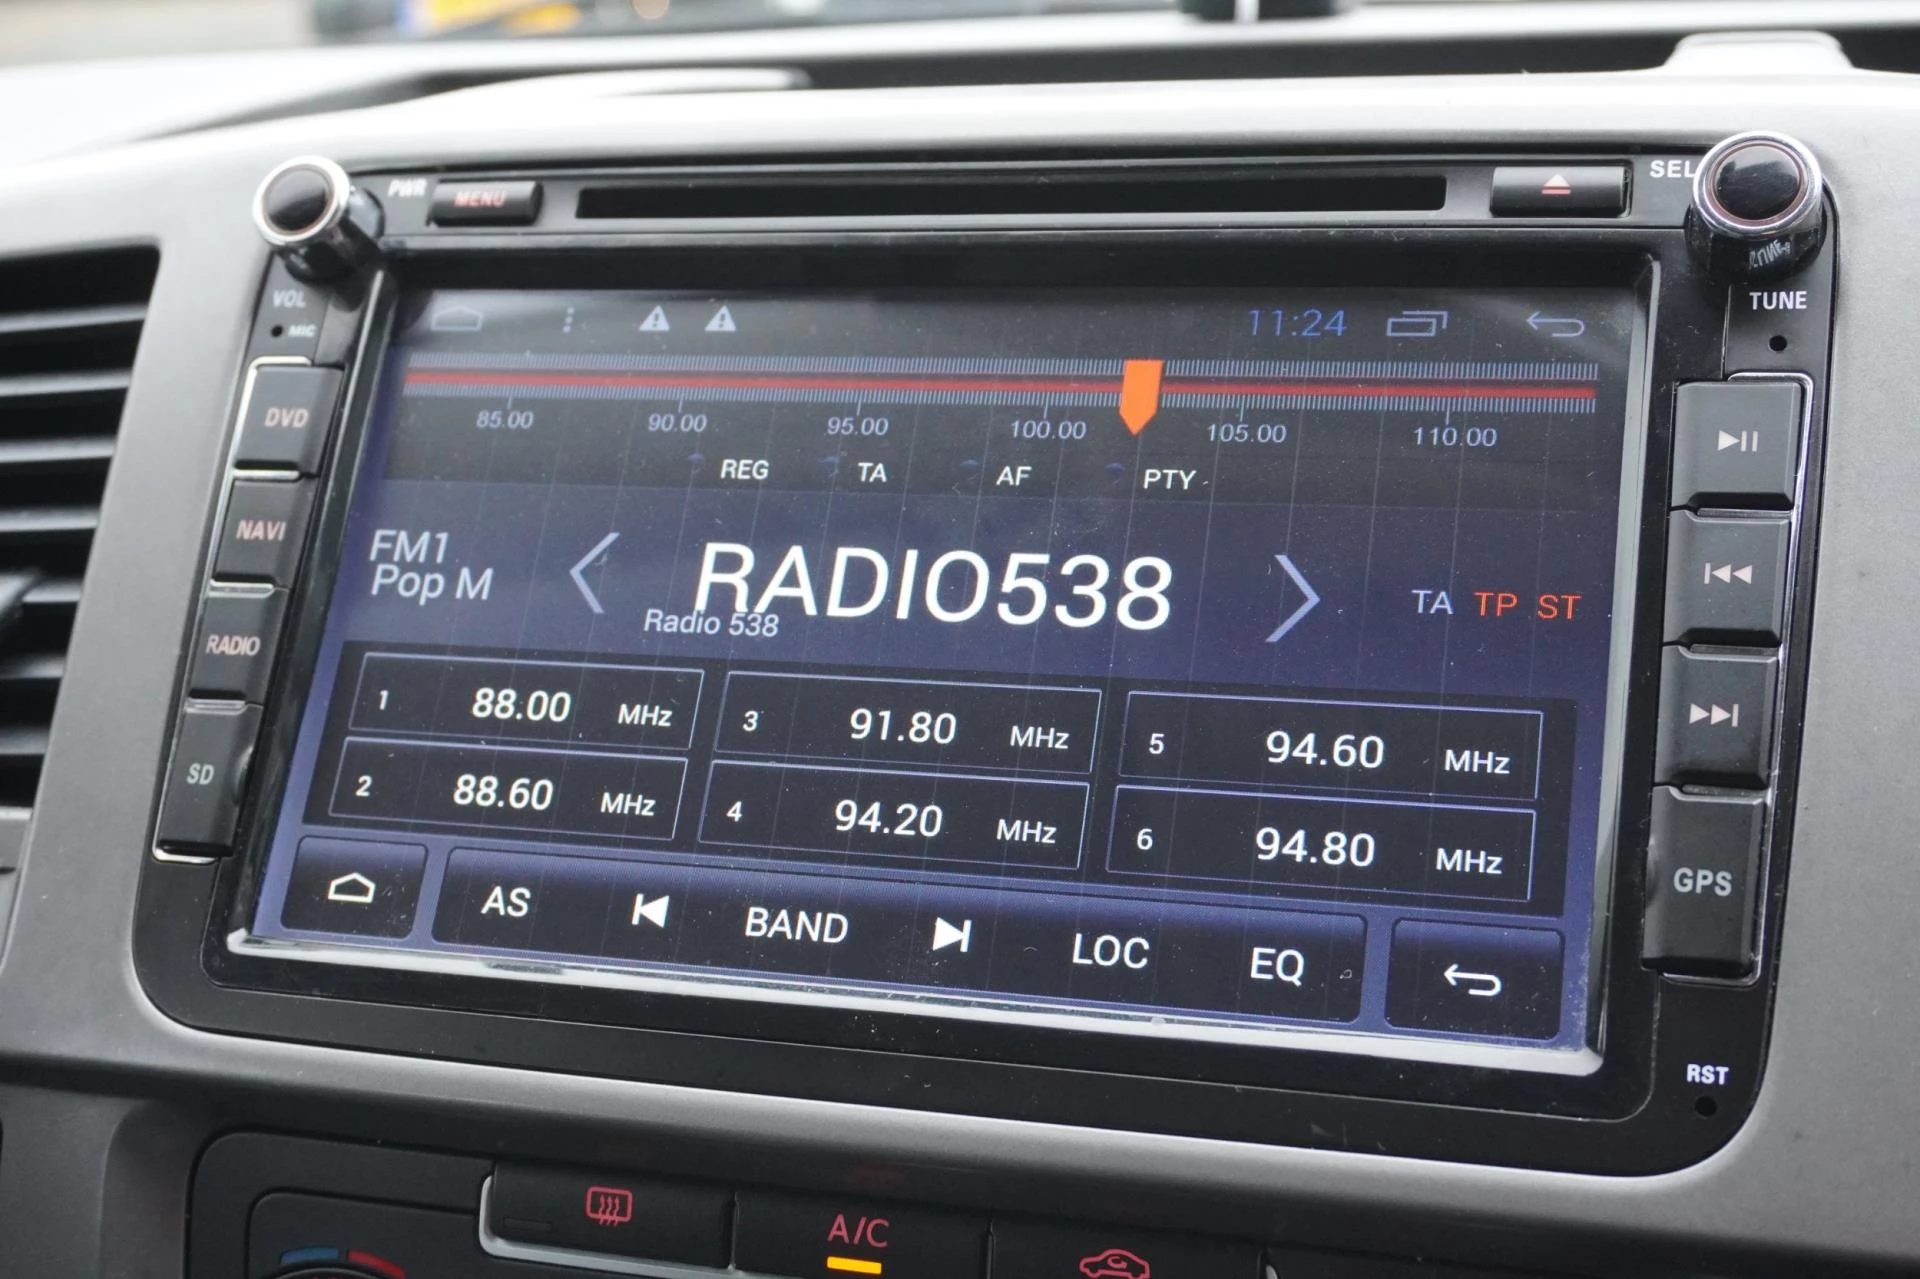 PWR MENU SEL
VOL TUNE
MIC
11:24
85.00 90.00 95.00 100.00 105.00 110.00
REG TA AF PTY
DVD
NAVI
RADIO
SD
FM1
Pop M
RADIO538
Radio 538
TA TP ST
1 88.00 MHz
2 88.60 MHz
3 91.80 MHz
4 94.20 MHz
5 94.60 MHz
6 94.80 MHz
GPS
AS BAND LOC EQ
RST
A/C